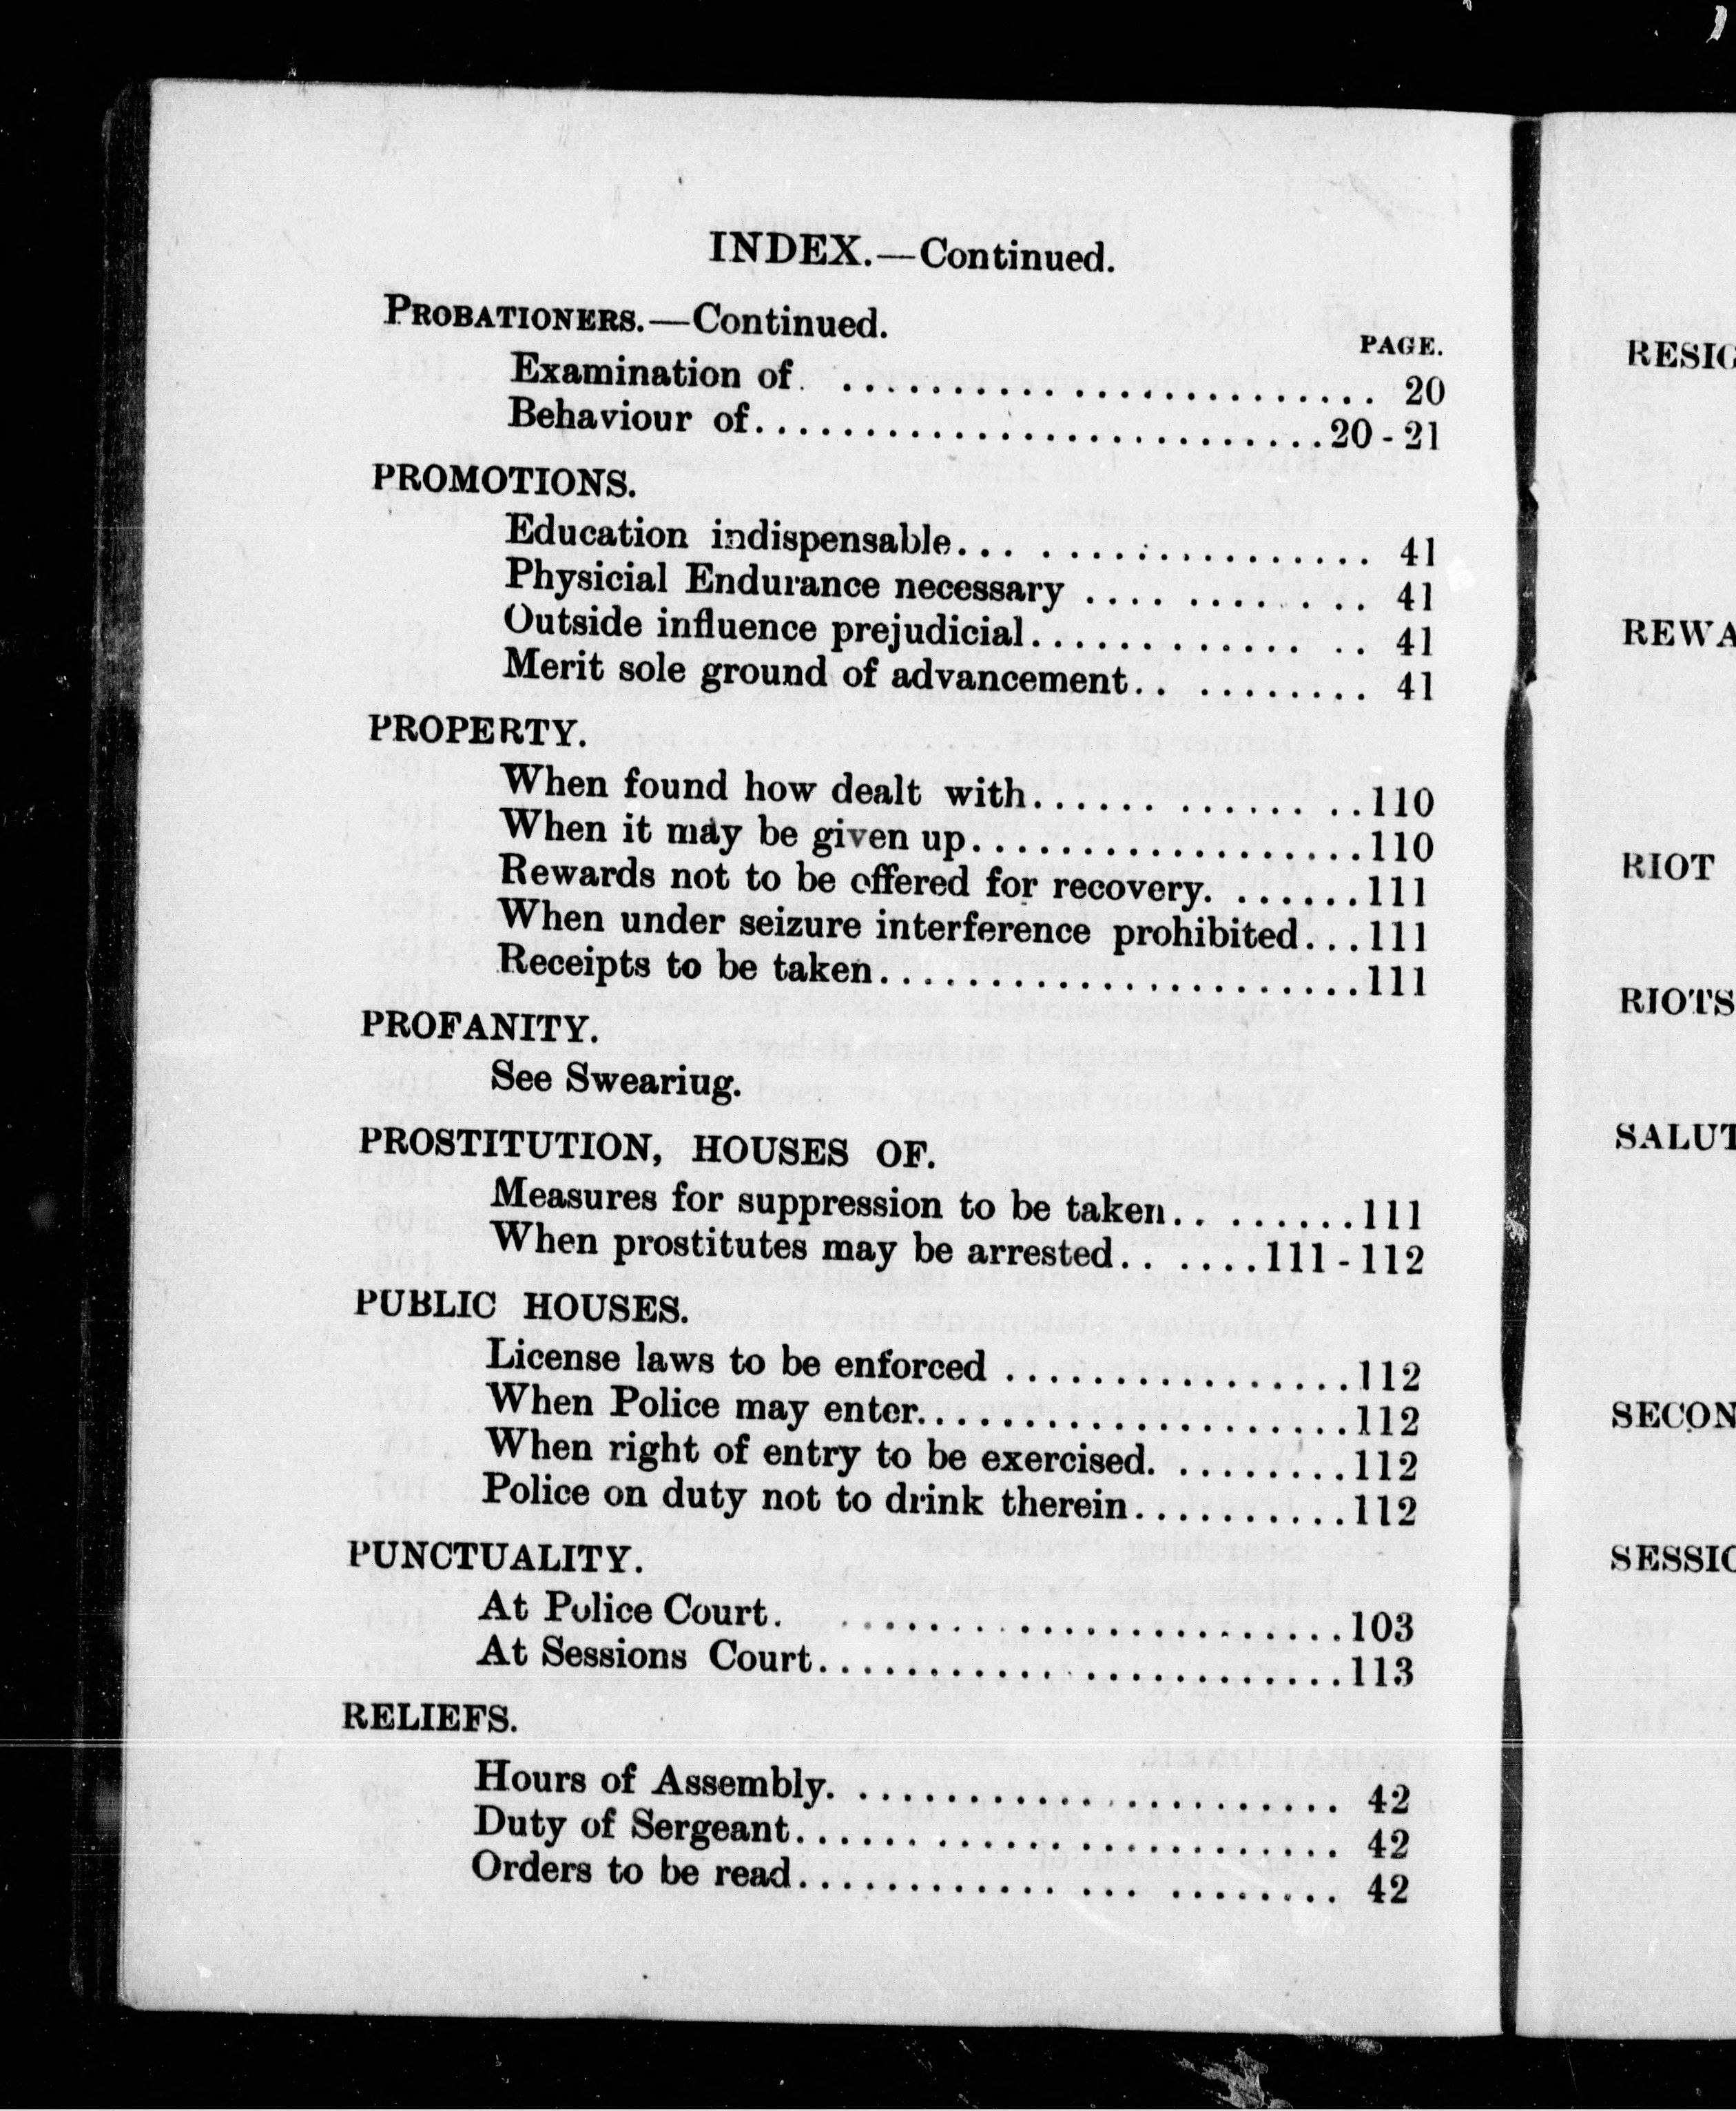 INDEX.—Continued.
PROBATIONERS.—Continued.
PAGE.
Examination of. .......................... 20
Behaviour of............................20-21
PROMOTIONS.
Education indispensable... ................ 41
Physicial Endurance necessary .... ........ 41
Outside influence prejudicial............. .. 41
Merit sole ground of advancement.. ........ 41
PROPERTY.
When found how dealt with...... ...... ..110
When it may be given up...................110
Rewards not to be offered for recovery. ......111
When under seizure interference prohibited...111
Receipts to be taken.......................111
PROFANITY.
See Sweariug.
PROSTITUTION, HOUSES OF.
Measures for suppression to be taken.. .......111
When prostitutes may be arrested.. ....111-112
PUBLIC HOUSES.
License laws to be enforced .................112
When Police may enter.....................112
When right of entry to be exercised. ........112
Police on duty not to drink therein..........112
PUNCTUALITY.
At Police Court. ........................103
At Sessions Court.........................113
RELIEFS.
Hours of Assembly. ....................... 42
Duty of Sergeant.......................... 42
Orders to be read............. ... ........ 42
RESIG
REWA
RIOT
RIOTS
SALUT
SECON
SESSIO